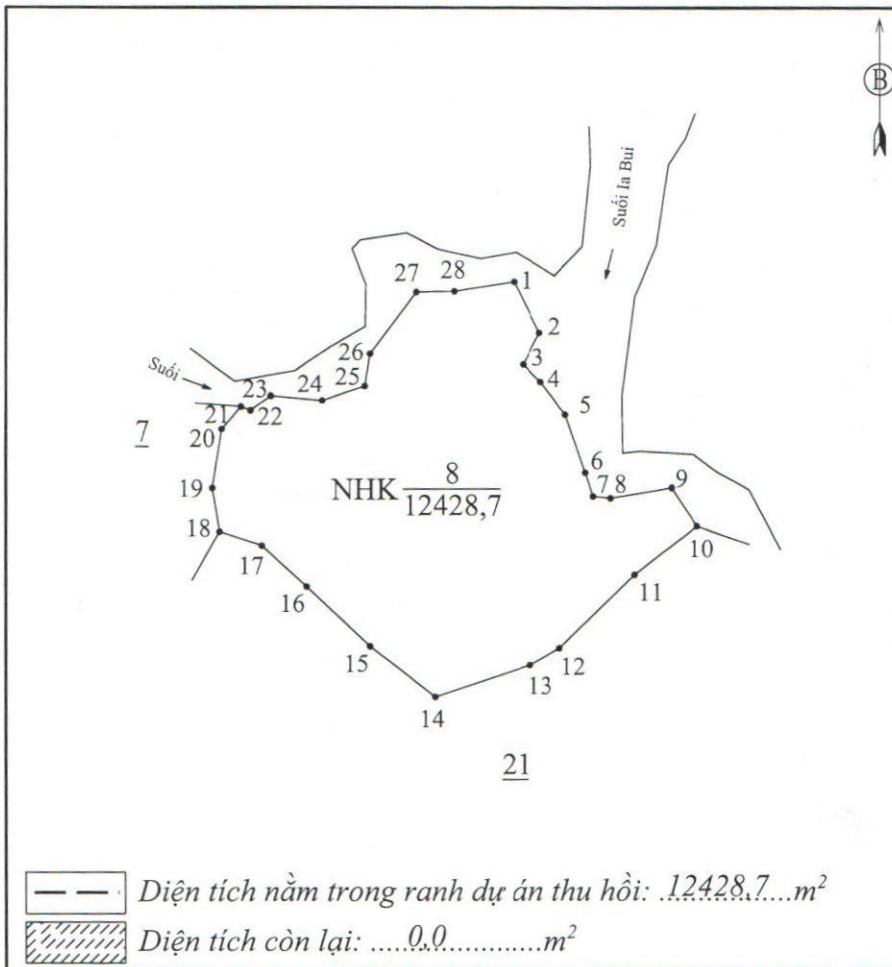 B
Suối Ia Bui
27 28 1
2
3
26
4
Suối
23 24 25
5
21 22
7 20
6
NHK 8
12428,7
19 7 8 9
18
10
17
11
16
15 12
13
14
21
Diện tích nằm trong ranh dự án thu hồi: 12428,7 m²
Diện tích còn lại: 0,0 m²